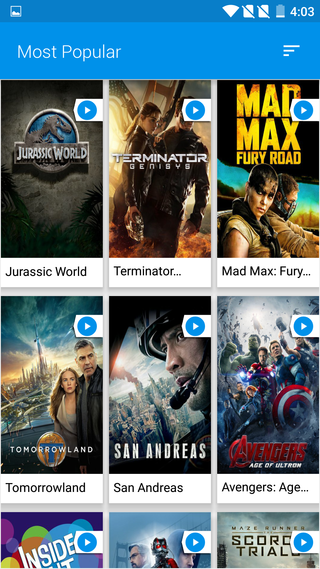 4:03
Most Popular
JURASSIC WORLD
TERMINATOR
GENISYS
MAD
MAX
FURY ROAD
Jurassic World
Terminator...
Mad Max: Fury...
TOMORROWLAND
SAN ANDREAS
AVENGERS
AGE OF ULTRON
Tomorrowland
San Andreas
Avengers: Age...
INSIDE
MAZE RUNNER
SCORCH
TRIALS